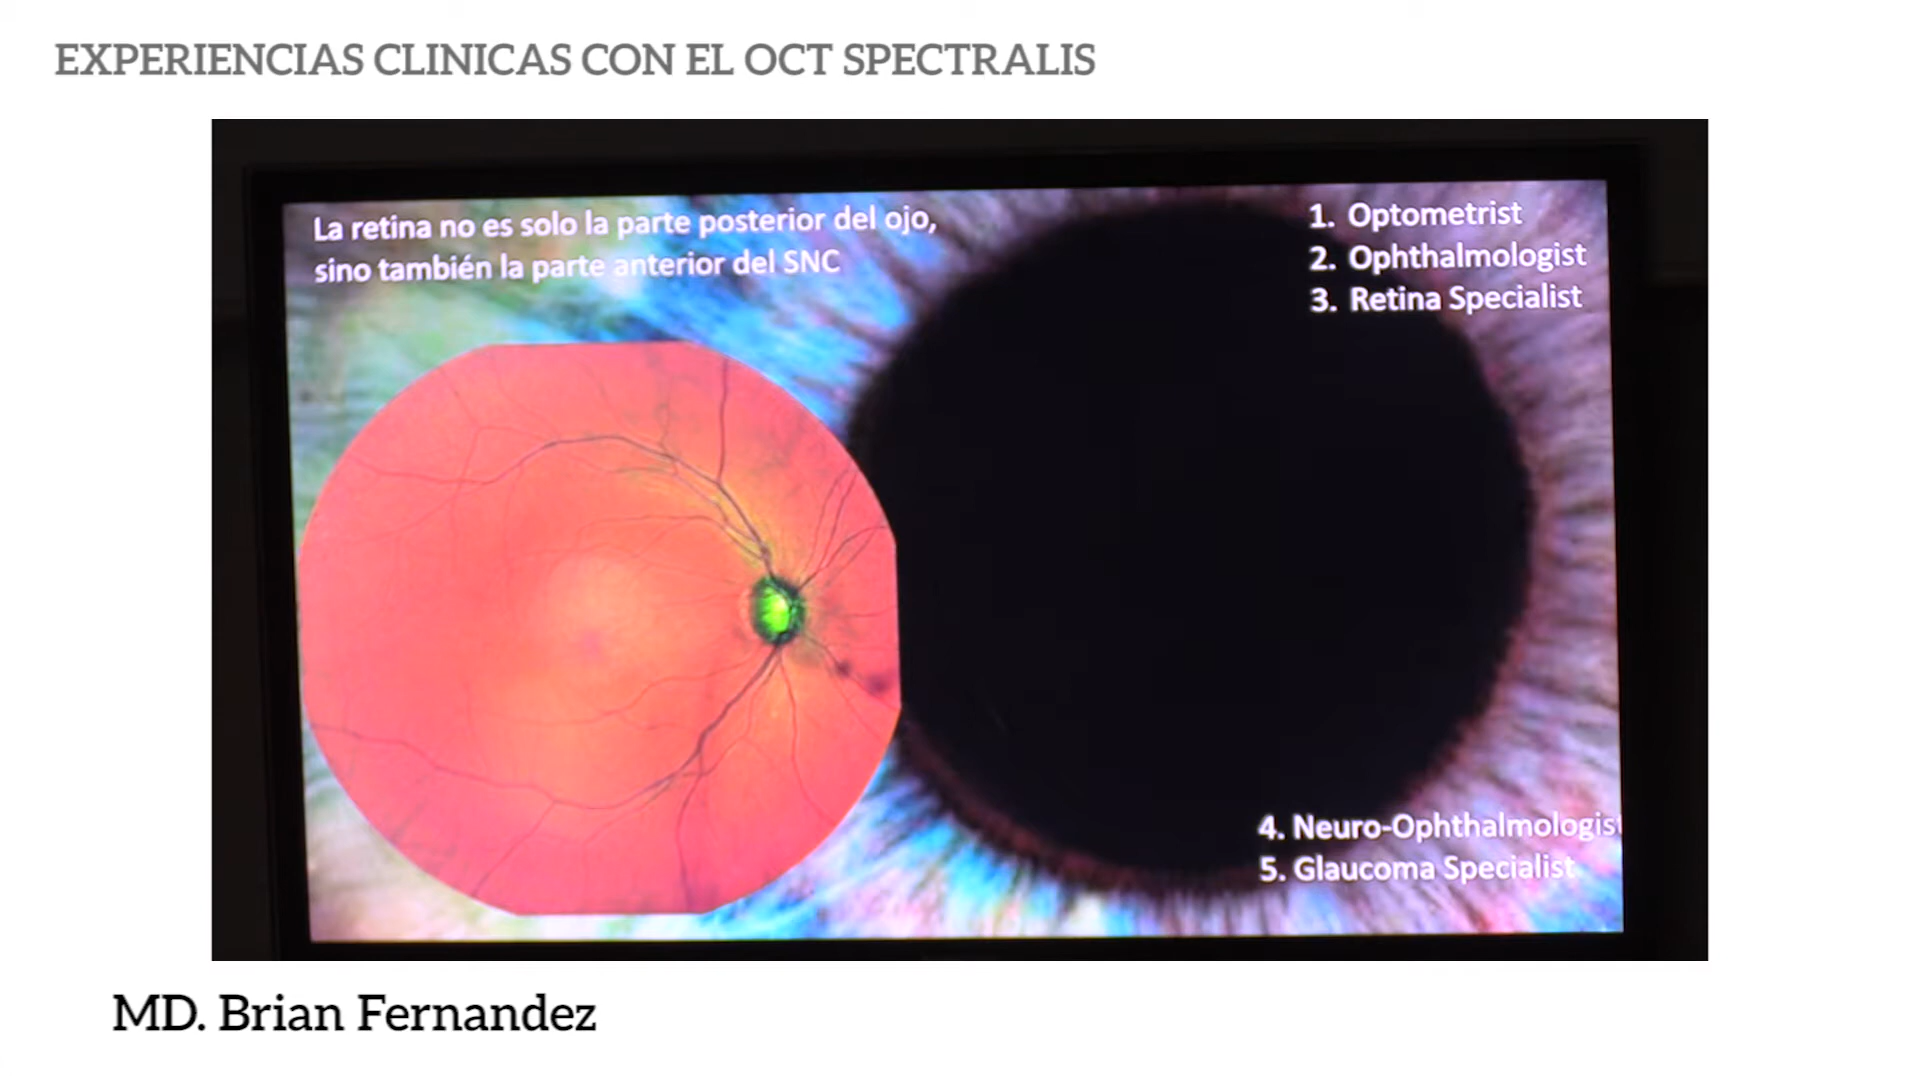 EXPERIENCIAS CLINICAS CON EL OCT SPECTRALIS
La retina no es solo la parte posterior del ojo,
sino también la parte anterior del SNC
1. Optometrist
2. Ophthalmologist
3. Retina Specialist
4. Neuro-Ophthalmologist
5. Glaucoma Specialist
MD. Brian Fernandez